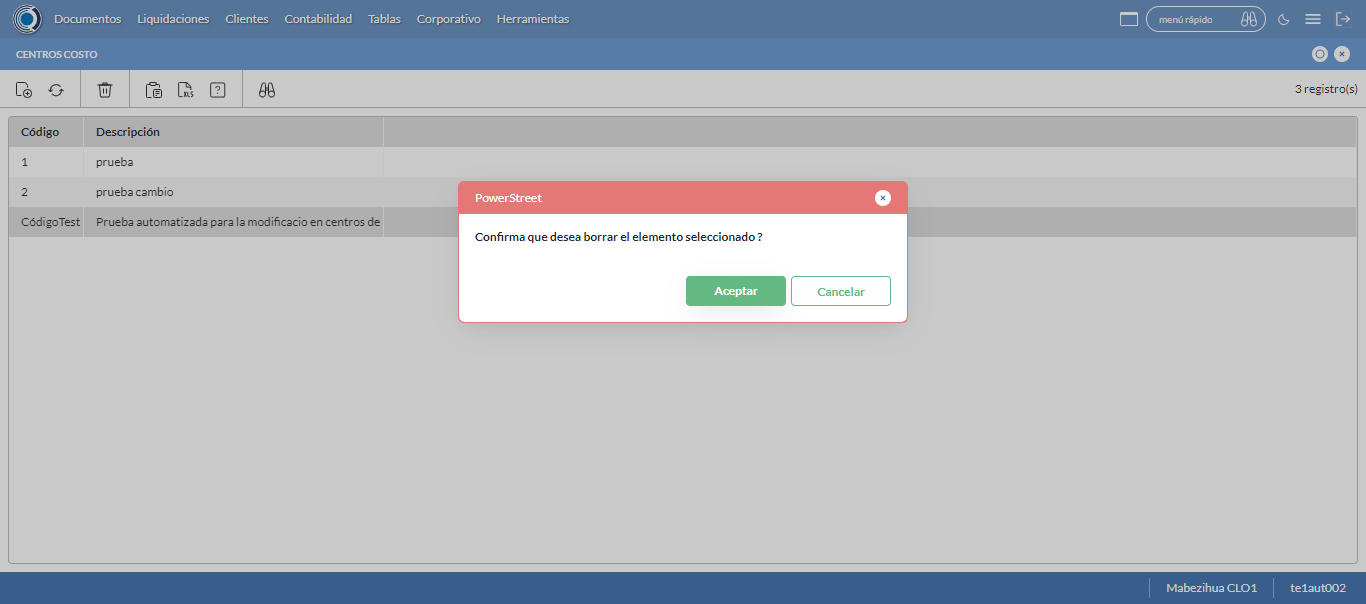 Documentos Liquidaciones Clientes Contabilidad Tablas Corporativo Herramientas menú rápido
CENTROS COSTO
XLS ? 3 registro(s)
Código Descripción
1 prueba
2 prueba cambio
CódigoTest Prueba automatizada para la modificacio en centros de
PowerStreet
Confirma que desea borrar el elemento seleccionado ?
Aceptar Cancelar
Mabezihua CLO1 te1aut002